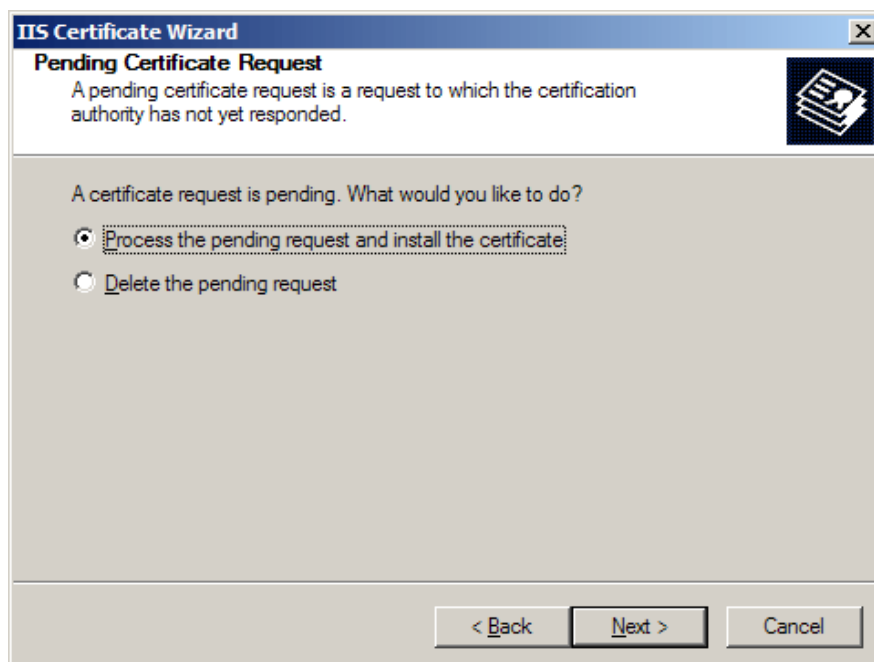 IIS Certificate Wizard
Pending Certificate Request
A pending certificate request is a request to which the certification
authority has not yet responded.
A certificate request is pending. What would you like to do?
Process the pending request and install the certificate
Delete the pending request
< Back
Next >
Cancel